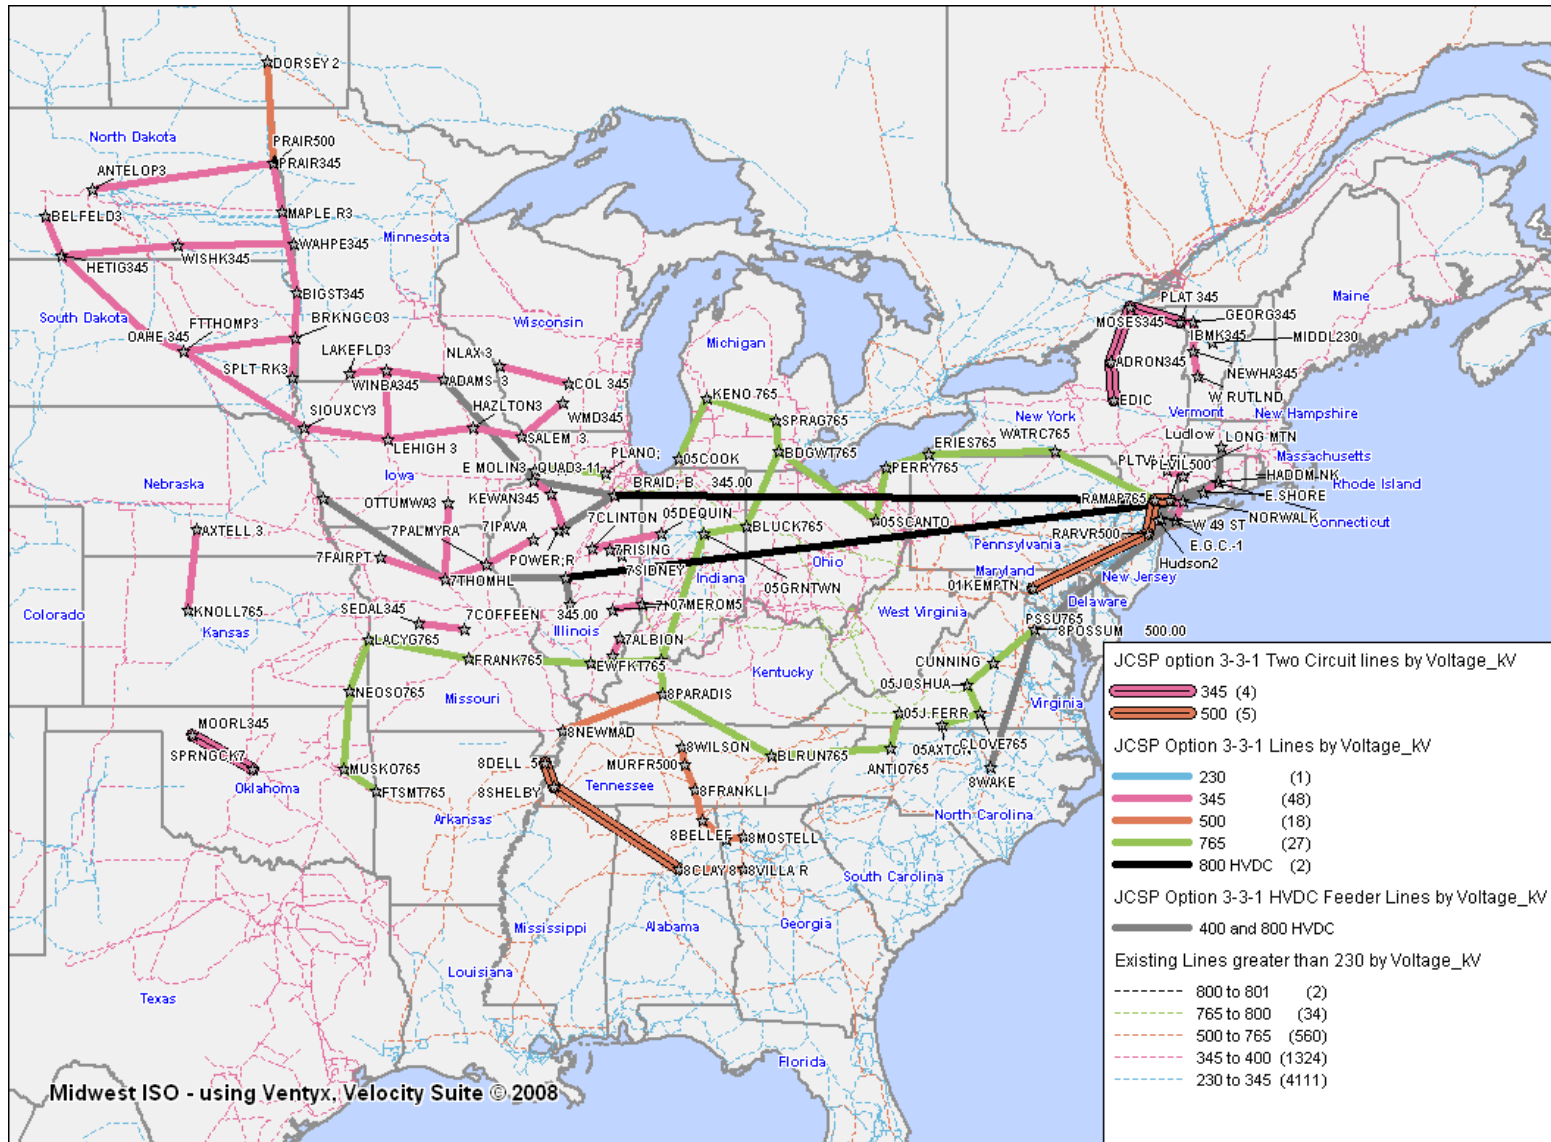 DORSEY 2
North Dakota
PRAIR500
PRAIR345
ANTELOP3
BELFELD3
MAPLE R3
Minnesota
WAHPE345
WISHK345
HETIG345
BIGST345
South Dakota
FTTHOMP3
BRKNGCO3
OAHE 345
Wisconsin
Michigan
Maine
PLAT 345
GEORG345
MOSES345
IBMK345
MIDDL230
LAKEFLD3
NLAX 3
SPLT RK3
WINBA345
ADAMS 3
COL 345
ADRON345
NEWHA345
W RUTLND
KENO 765
EDIC
SIOUXCY3
HAZLTON3
WMD345
SPRAG765
New York
Vermont
New Hampshire
LEHIGH 3
SALEM 3
ERIES765
WATRC765
Ludlow
LONG MTN
Iowa
E MOLIN3
QUAD3-11
PLANO;
05COOK
BDGWT765
PERRY765
PLVIL500
Massachusetts
Nebraska
BRAID; B
345.00
HADDM NK
Rhode Island
OTTUMWA3
KEWAN345
RAMAP765
E.SHORE
7CLINTON
05DEQUIN
05SCANTO
NORWALK
Connecticut
AXTELL 3
7PALMYRA
7IPAVA
BLUCK765
RARVR500
W 49 ST
7FAIRPT
POWER;R
7RISING
Pennsylvania
E.G.C.-1
Ohio
Hudson2
7THOMHL
7SIDNEY
Indiana
Maryland
New Jersey
01KEMPTN
05GRNTWN
Colorado
KNOLL765
SEDAL345
7COFFEEN
345.00
07MEROM5
West Virginia
Delaware
Kansas
Illinois
PSSU765
8POSSUM
500.00
LACYG765
7ALBION
FRANK765
EWFKT765
Kentucky
CUNNING
NEOSO765
Missouri
8PARADIS
05JOSHUA
Virginia
MOORL345
05J.FERR
SPRNGCK7
8NEWMAD
8WILSON
05AXTON
CLOVE765
8DELL 5
MURFR500
BLRUN765
ANTIO765
MUSKO765
8WAKE
Oklahoma
FTSMT765
8SHELBY
Tennessee
8FRANKLI
Arkansas
North Carolina
8BELLEF
8MOSTELL
8CLAY
8VILLA R
South Carolina
Mississippi
Alabama
Georgia
Louisiana
Texas
Florida
Midwest ISO - using Ventyx, Velocity Suite © 2008
JCSP option 3-3-1 Two Circuit lines by Voltage_kV
345 (4)
500 (5)
JCSP Option 3-3-1 Lines by Voltage_kV
230 (1)
345 (48)
500 (18)
765 (27)
800 HVDC (2)
JCSP Option 3-3-1 HVDC Feeder Lines by Voltage_kV
400 and 800 HVDC
Existing Lines greater than 230 by Voltage_kV
800 to 801 (2)
765 to 800 (34)
500 to 765 (560)
345 to 400 (1324)
230 to 345 (4111)